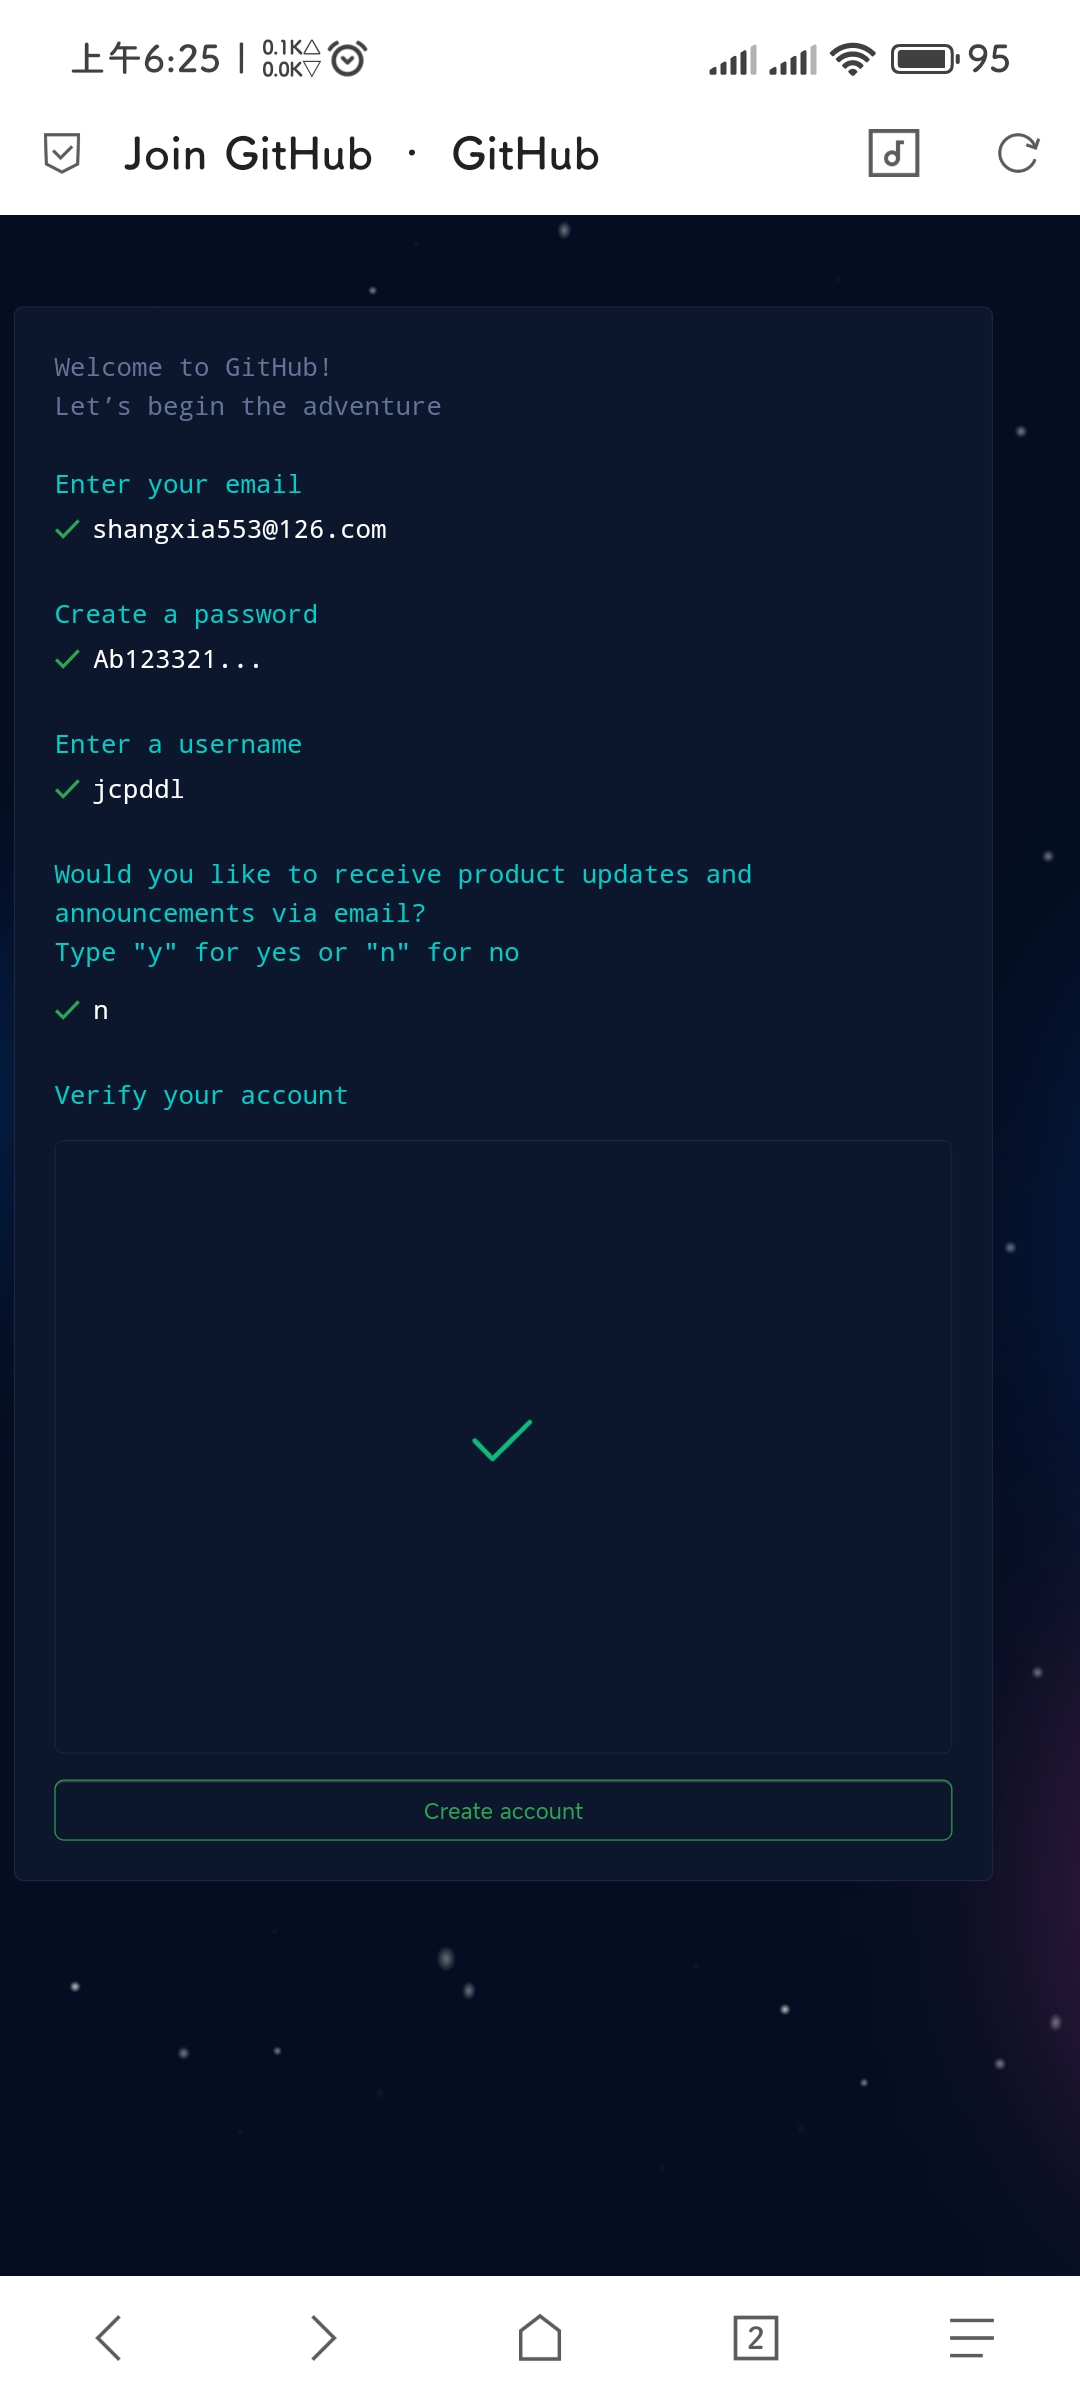 上午6:25 | 0.1K△ 0.0K▽ 95
Join GitHub · GitHub
Welcome to GitHub!
Let’s begin the adventure
Enter your email
shangxia553@126.com
Create a password
Ab123321...
Enter a username
jcpddl
Would you like to receive product updates and
announcements via email?
Type "y" for yes or "n" for no
n
Verify your account
Create account
2